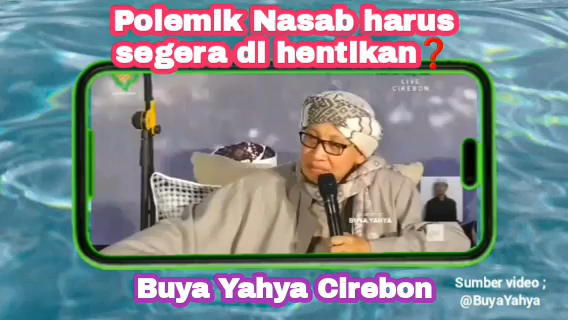 Polemik Nasab harus
segera di hentikan❓
LIVE
CIREBON
BUYA YAHYA
Buya Yahya Cirebon
Sumber video ;
@BuyaYahya